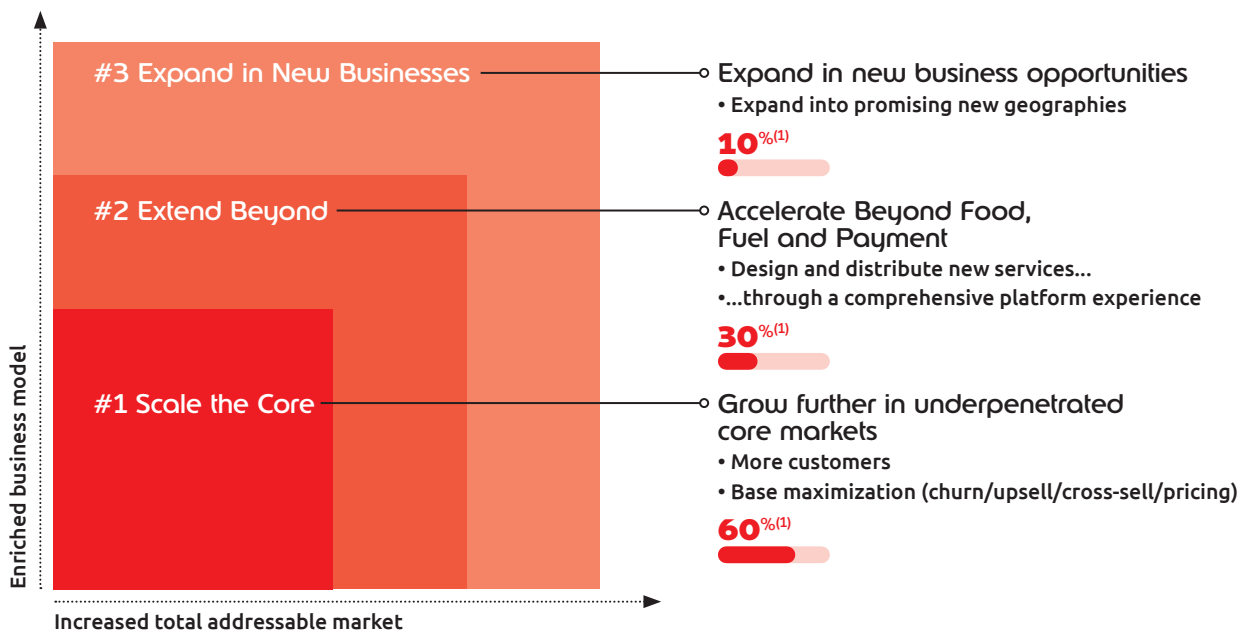 #3 Expand in New Businesses
Expand in new business opportunities
• Expand into promising new geographies
10%(1)
#2 Extend Beyond
Accelerate Beyond Food,
Fuel and Payment
• Design and distribute new services...
•...through a comprehensive platform experience
30%(1)
#1 Scale the Core
Grow further in underpenetrated
core markets
• More customers
• Base maximization (churn/upsell/cross-sell/pricing)
60%(1)
Enriched business model
Increased total addressable market